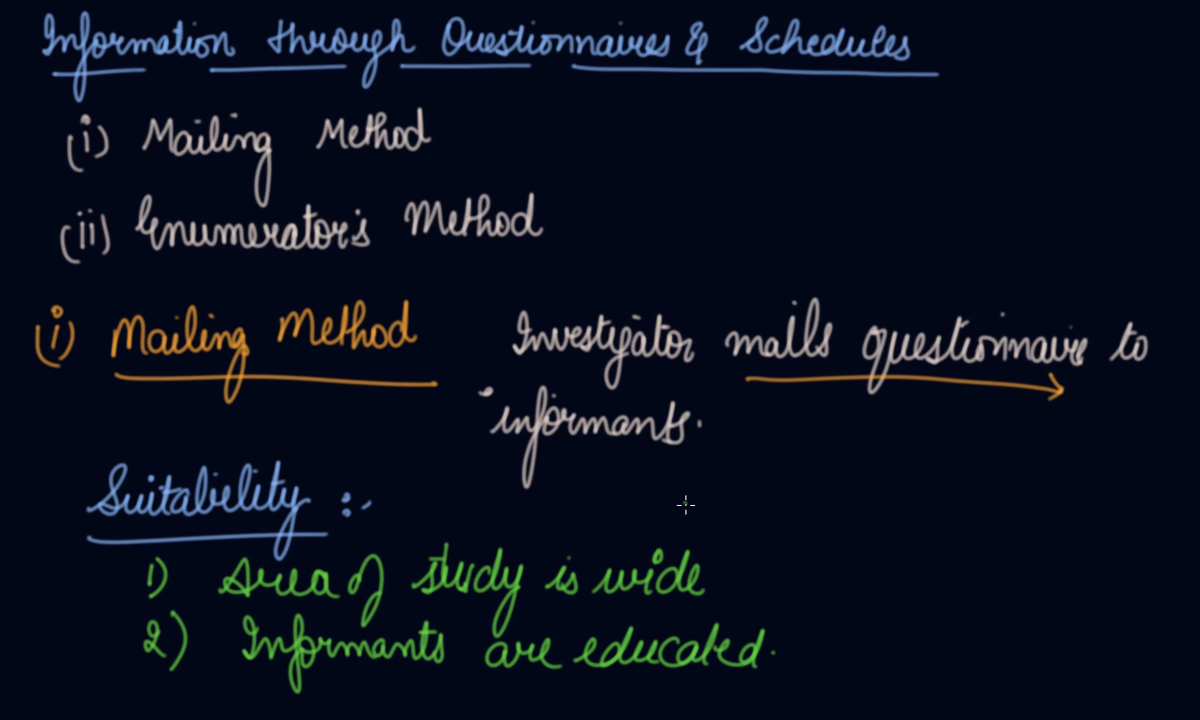 Information through Questionnaires & Schedules
(i) Mailing Method
(ii) Enumerator's Method
(i) Mailing Method Investigator mails questionnaire to
informants.
Suitability :-
1) Area of study is wide
2) Informants are educated.